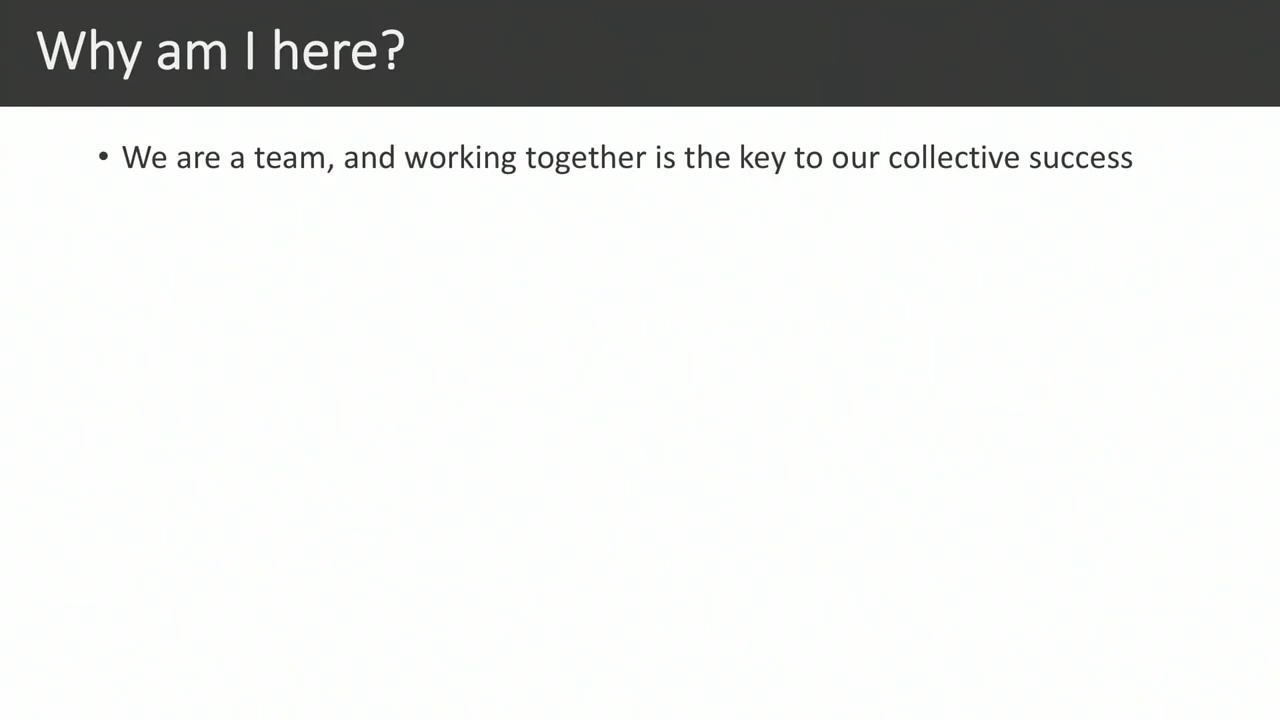 Why am I here?
• We are a team, and working together is the key to our collective success